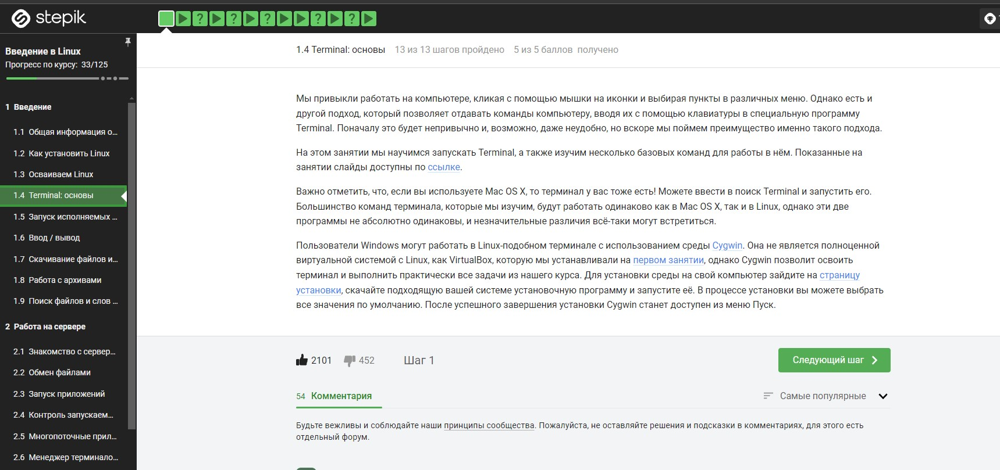 stepik
Введение в Linux
Прогресс по курсу: 33/125
1 Введение
1.1 Общая информация о...
1.2 Как установить Linux
1.3 Осваиваем Linux
1.4 Terminal: основы
1.5 Запуск исполняемых ...
1.6 Ввод / вывод
1.7 Скачивание файлов и...
1.8 Работа с архивами
1.9 Поиск файлов и слов ...
2 Работа на сервере
2.1 Знакомство с сервер...
2.2 Обмен файлами
2.3 Запуск приложений
2.4 Контроль запускаем...
2.5 Многопоточные прил...
2.6 Менеджер терминало...
1.4 Terminal: основы 13 из 13 шагов пройдено 5 из 5 баллов получено
Мы привыкли работать на компьютере, кликая с помощью мышки на иконки и выбирая пункты в различных меню. Однако есть и
другой подход, который позволяет отдавать команды компьютеру, вводя их с помощью клавиатуры в специальную программу
Terminal. Поначалу это будет непривычно и, возможно, даже неудобно, но вскоре мы поймем преимущество именно такого подхода.
На этом занятии мы научимся запускать Terminal, а также изучим несколько базовых команд для работы в нём. Показанные на
занятии слайды доступны по ссылке.
Важно отметить, что, если вы используете Mac OS X, то терминал у вас тоже есть! Можете ввести в поиск Terminal и запустить его.
Большинство команд терминала, которые мы изучим, будут работать одинаково как в Mac OS X, так и в Linux, однако эти две
программы не абсолютно одинаковы, и незначительные различия всё-таки могут встретиться.
Пользователи Windows могут работать в Linux-подобном терминале с использованием среды Cygwin. Она не является полноценной
виртуальной системой с Linux, как VirtualBox, которую мы устанавливали на первом занятии, однако Cygwin позволит освоить
терминал и выполнить практически все задачи из нашего курса. Для установки среды на свой компьютер зайдите на страницу
установки, скачайте подходящую вашей системе установочную программу и запустите её. В процессе установки вы можете выбрать
все значения по умолчанию. После успешного завершения установки Cygwin станет доступен из меню Пуск.
2101 452 Шаг 1
Следующий шаг
54 Комментария
Самые популярные
Будьте вежливы и соблюдайте наши принципы сообщества. Пожалуйста, не оставляйте решения и подсказки в комментариях, для этого есть
отдельный форум.